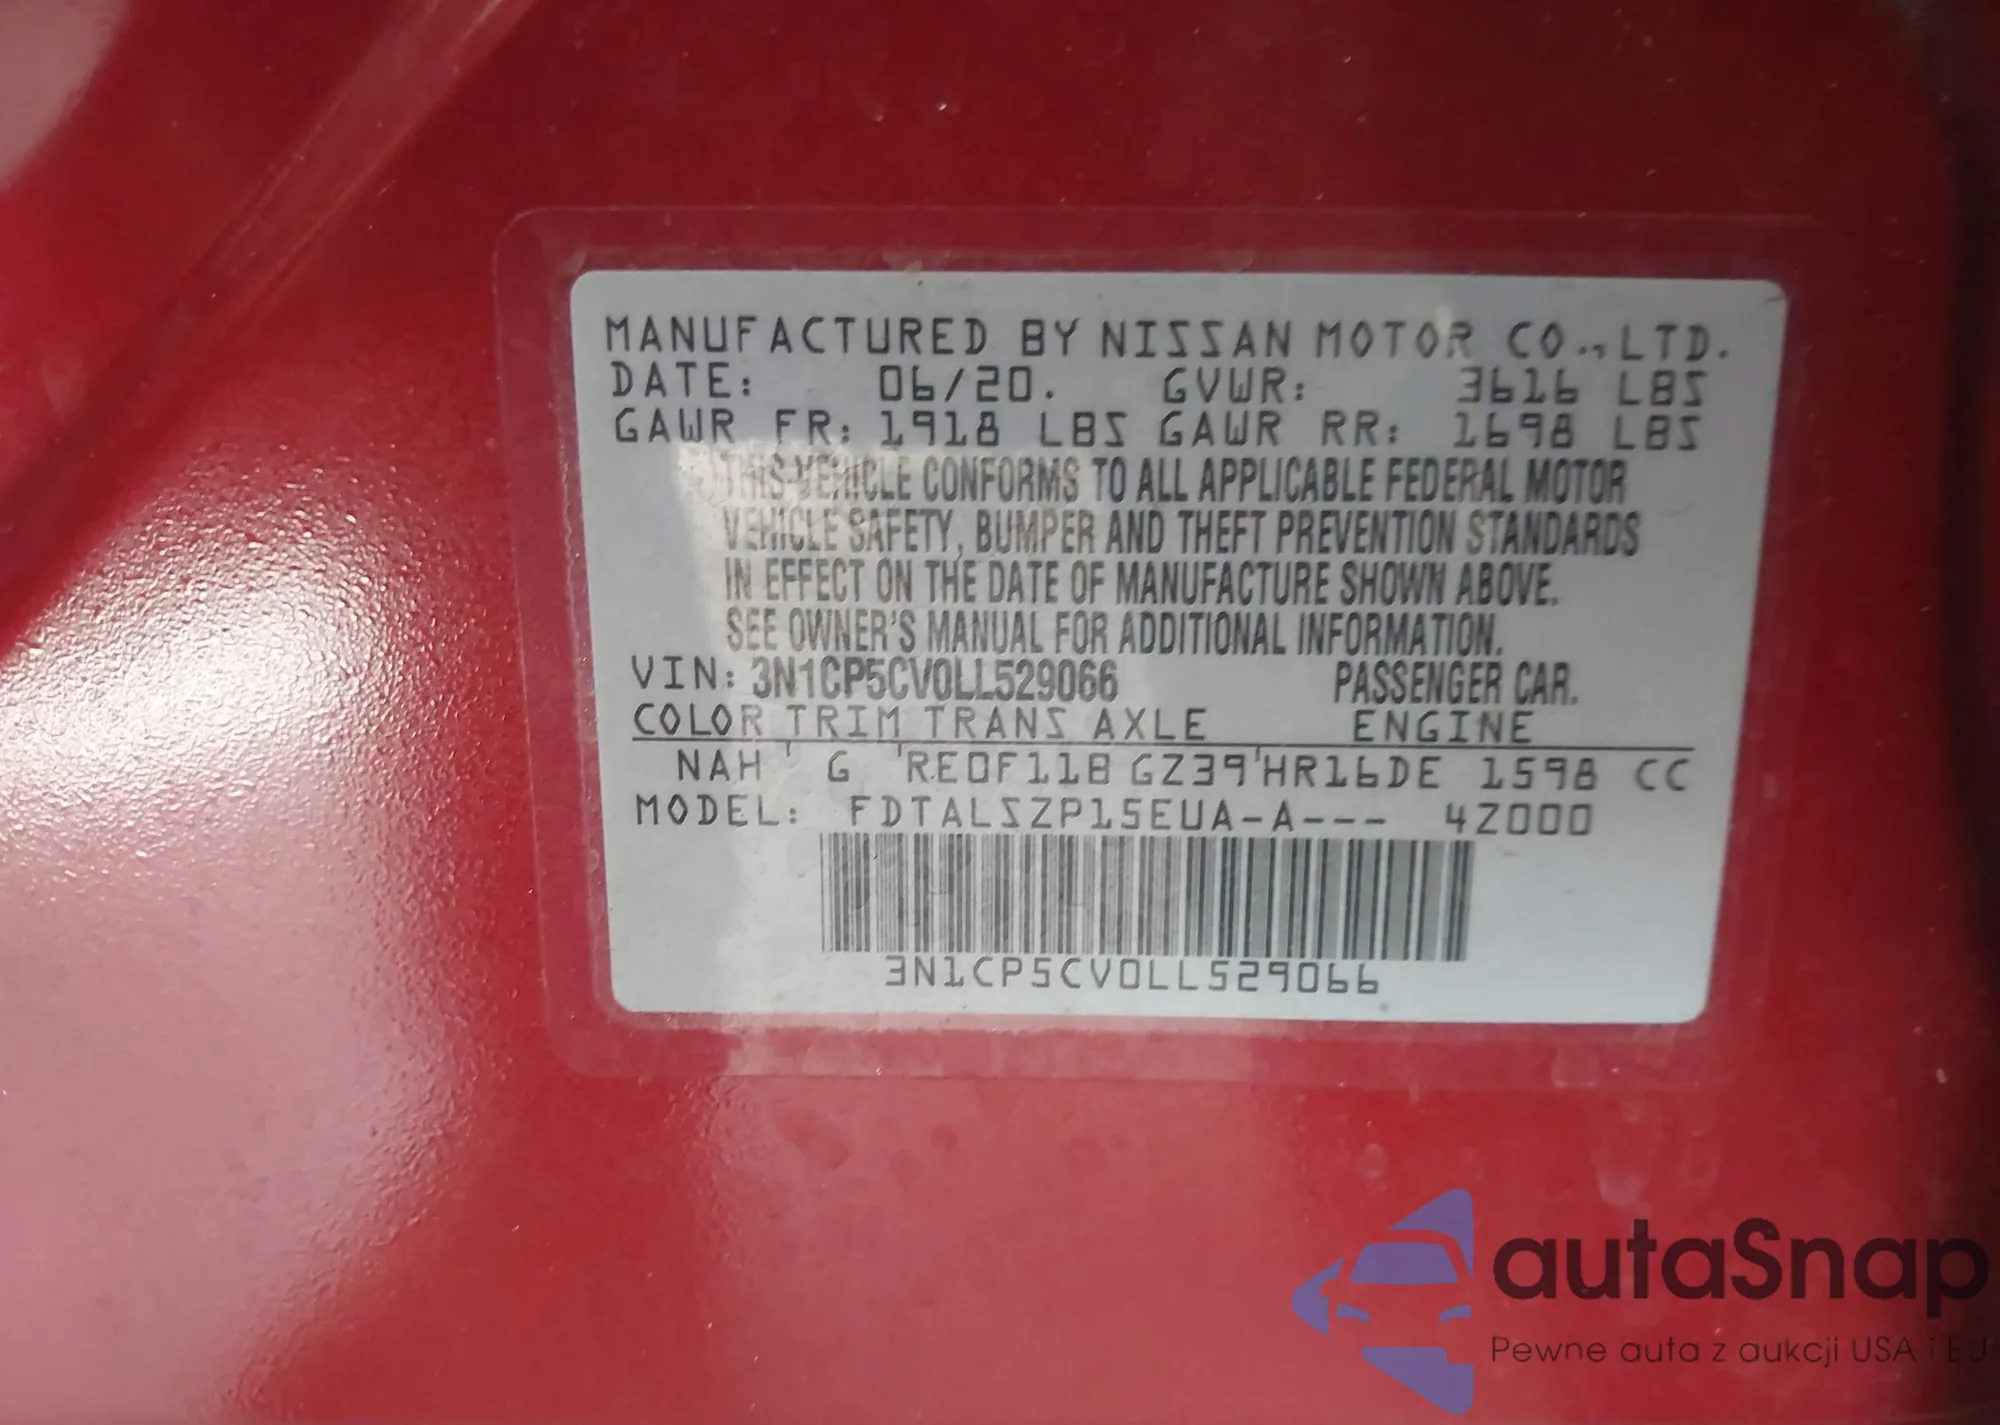 MANUFACTURED BY NISSAN MOTOR CO.,LTD.
DATE: 06/20. GVWR: 3616 LBS
GAWR FR: 1918 LBS GAWR RR: 1698 LBS
THIS VEHICLE CONFORMS TO ALL APPLICABLE FEDERAL MOTOR
VEHICLE SAFETY, BUMPER AND THEFT PREVENTION STANDARDS
IN EFFECT ON THE DATE OF MANUFACTURE SHOWN ABOVE.
SEE OWNER'S MANUAL FOR ADDITIONAL INFORMATION.
VIN: 3N1CP5CV0LL529066 PASSENGER CAR.
COLOR TRIM TRANS AXLE ENGINE
NAH ' G 'RE0F11B GZ39'HR16DE 1598 CC
MODEL: FDTALSZP15EUA-A--- 4Z000
3N1CP5CV0LL529066
autaSnap
Pewne auta z aukcji USA i EU